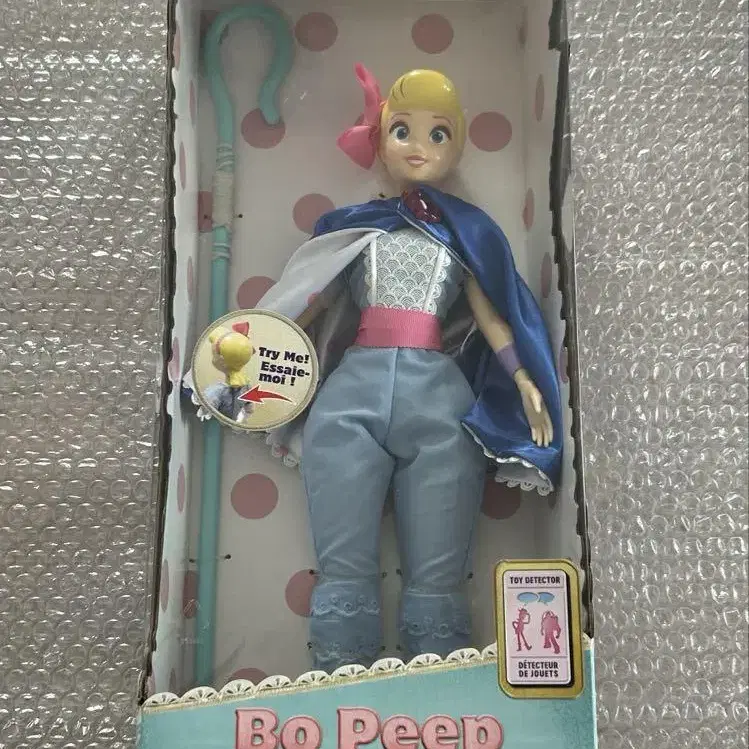 Try Me!
Essaie-
moi !
TOY DETECTOR
DÉTECTEUR
DE JOUETS
Bo Peep